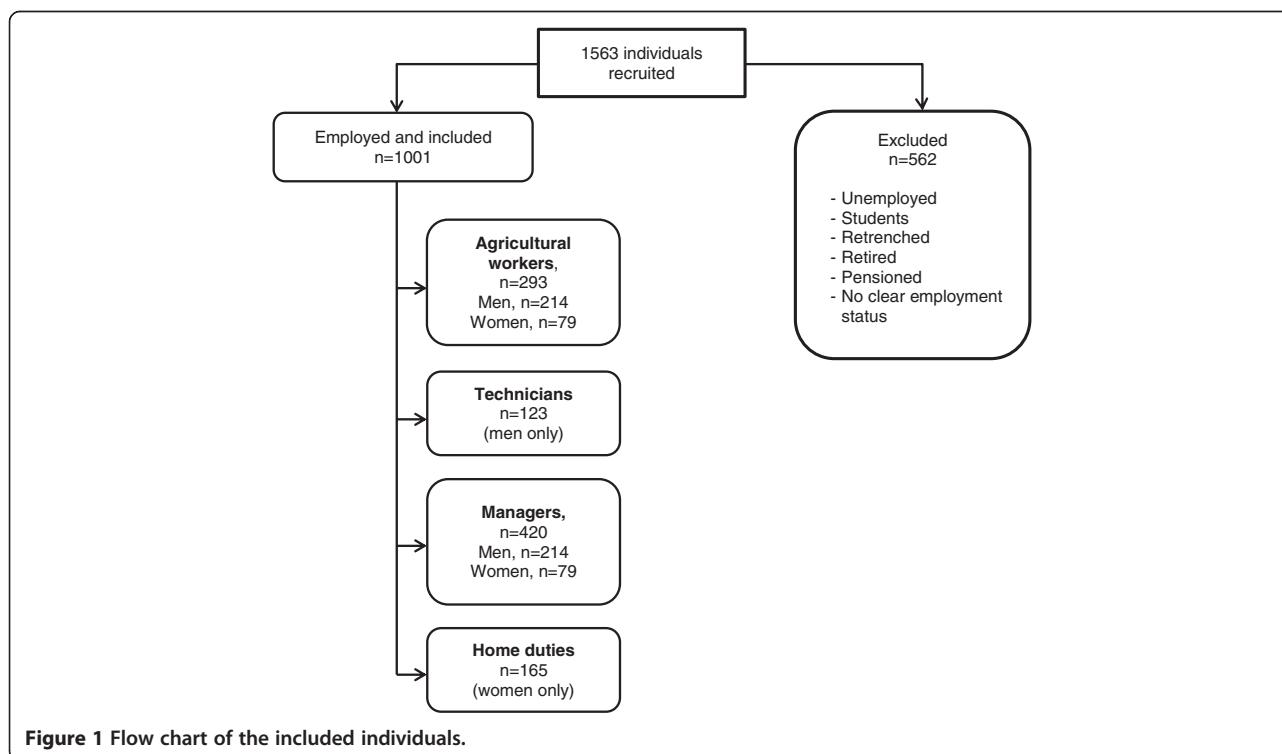 1563 individuals
recruited
Employed and included
n=1001
Excluded
n=562
- Unemployed
- Students
- Retrenched
- Retired
- Pensioned
- No clear employment
status
Agricultural
workers,
n=293
Men, n=214
Women, n=79
Technicians
n=123
(men only)
Managers,
n=420
Men, n=214
Women, n=79
Home duties
n=165
(women only)
Figure 1 Flow chart of the included individuals.